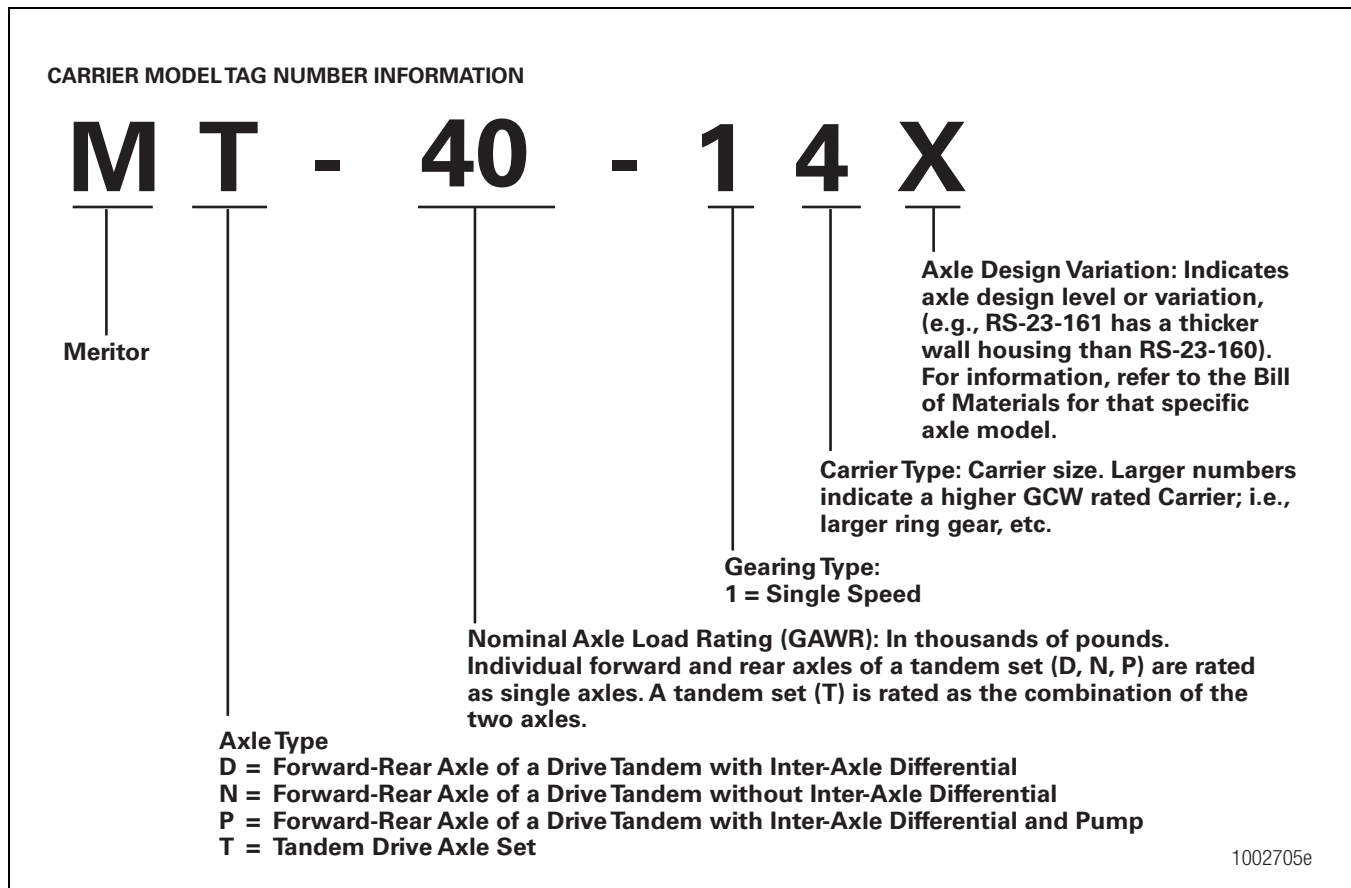 CARRIER MODEL TAG NUMBER INFORMATION
M T - 40 - 1 4 X
Meritor
Axle Design Variation: Indicates
axle design level or variation,
(e.g., RS-23-161 has a thicker
wall housing than RS-23-160).
For information, refer to the Bill
of Materials for that specific
axle model.
Carrier Type: Carrier size. Larger numbers
indicate a higher GCW rated Carrier; i.e.,
larger ring gear, etc.
Gearing Type:
1 = Single Speed
Nominal Axle Load Rating (GAWR): In thousands of pounds.
Individual forward and rear axles of a tandem set (D, N, P) are rated
as single axles. A tandem set (T) is rated as the combination of the
two axles.
Axle Type
D = Forward-Rear Axle of a Drive Tandem with Inter-Axle Differential
N = Forward-Rear Axle of a Drive Tandem without Inter-Axle Differential
P = Forward-Rear Axle of a Drive Tandem with Inter-Axle Differential and Pump
T = Tandem Drive Axle Set
1002705e